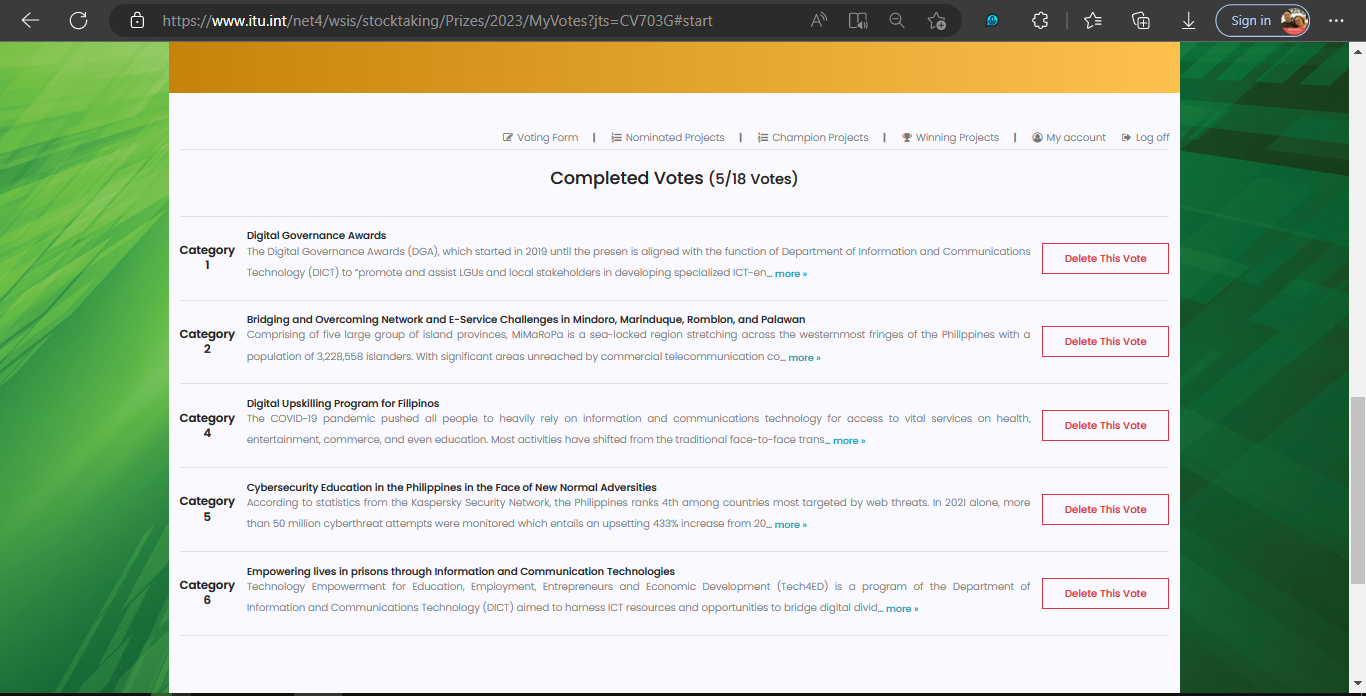 https://www.itu.int/net4/wsis/stocktaking/Prizes/2023/MyVotes?jts=CV703G#start
Sign in
Voting Form | Nominated Projects | Champion Projects | Winning Projects | My account Log off
Completed Votes (5/18 Votes)
Category 1
Digital Governance Awards
The Digital Governance Awards (DGA), which started in 2019 until the presen is aligned with the function of Department of Information and Communications
Technology (DICT) to “promote and assist LGUs and local stakeholders in developing specialized ICT-en... more »
Delete This Vote
Category 2
Bridging and Overcoming Network and E-Service Challenges in Mindoro, Marinduque, Romblon, and Palawan
Comprising of five large group of island provinces, MiMaRoPa is a sea-locked region stretching across the westernmost fringes of the Philippines with a
population of 3,228,558 islanders. With significant areas unreached by commercial telecommunication co... more »
Delete This Vote
Category 4
Digital Upskilling Program for Filipinos
The COVID-19 pandemic pushed all people to heavily rely on information and communications technology for access to vital services on health,
entertainment, commerce, and even education. Most activities have shifted from the traditional face-to-face trans... more »
Delete This Vote
Category 5
Cybersecurity Education in the Philippines in the Face of New Normal Adversities
According to statistics from the Kaspersky Security Network, the Philippines ranks 4th among countries most targeted by web threats. In 2021 alone, more
than 50 million cyberthreat attempts were monitored which entails an upsetting 433% increase from 20... more »
Delete This Vote
Category 6
Empowering lives in prisons through Information and Communication Technologies
Technology Empowerment for Education, Employment, Entrepreneurs and Economic Development (Tech4ED) is a program of the Department of
Information and Communications Technology (DICT) aimed to harness ICT resources and opportunities to bridge digital divid... more »
Delete This Vote